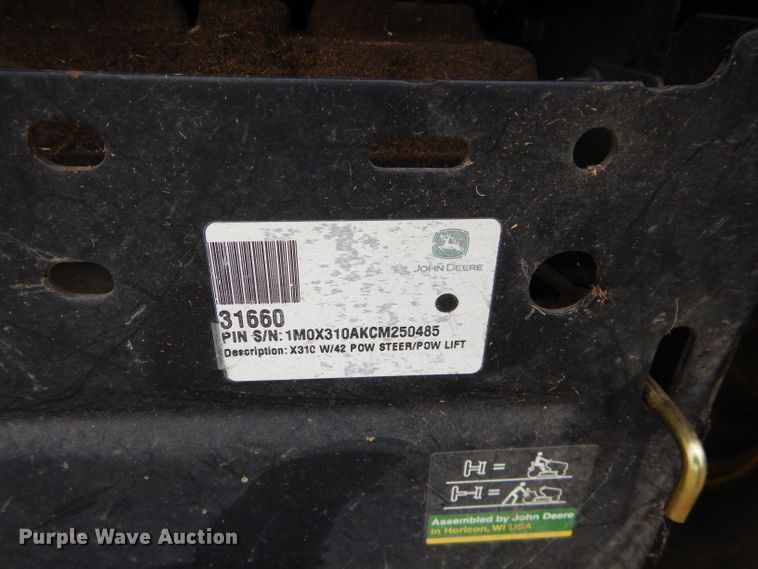 JOHN DEERE
31660
PIN S/N: 1M0X310AKCM250485
Description: X310 W/42 POW STEER/POW LIFT
Assembled by John Deere
in Horicon, WI USA
Purple Wave Auction